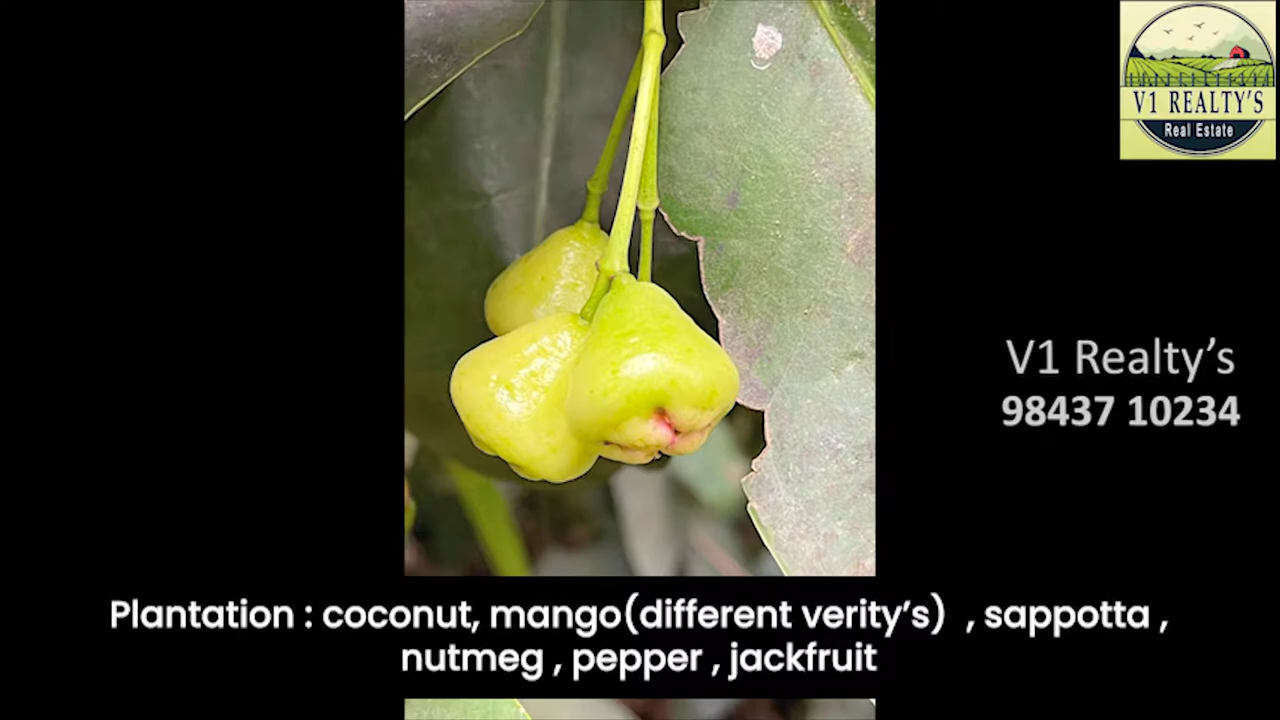 V1 REALTY'S
Real Estate
V1 Realty's
98437 10234
Plantation : coconut, mango(different verity's) , sappotta ,
nutmeg , pepper , jackfruit